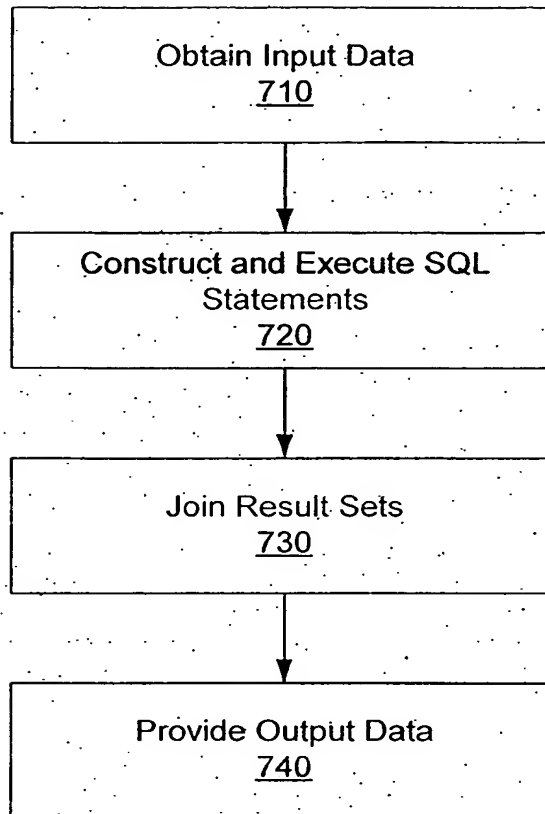 Obtain Input Data
710
Construct and Execute SQL
Statements
720
Join Result Sets
730
Provide Output Data
740